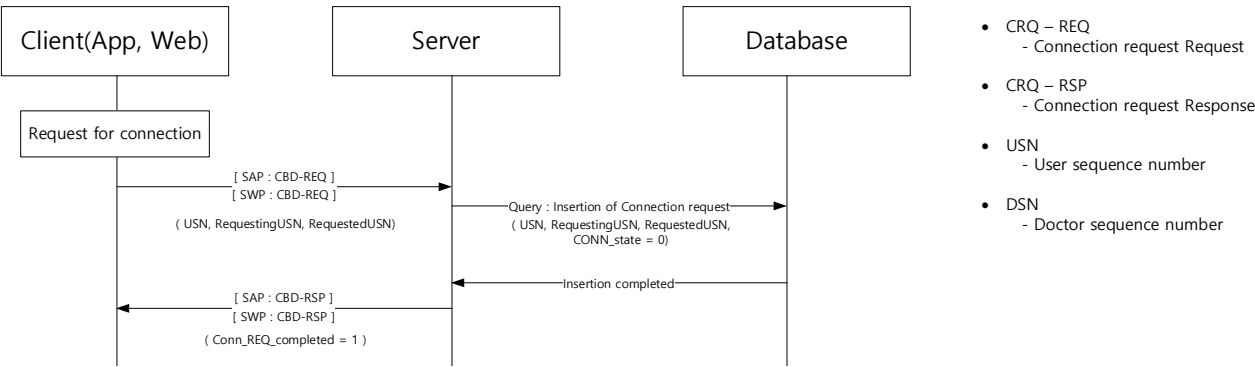 Client(App, Web)
Server
Database
Request for connection
[ SAP : CBD-REQ ]
[ SWP : CBD-REQ ]
( USN, RequestingUSN, RequestedUSN)
Query : Insertion of Connection request
( USN, RequestingUSN, RequestedUSN,
CONN_state = 0)
Insertion completed
[ SAP : CBD-RSP ]
[ SWP : CBD-RSP ]
( Conn_REQ_completed = 1 )
• CRQ – REQ
- Connection request Request
• CRQ – RSP
- Connection request Response
• USN
- User sequence number
• DSN
- Doctor sequence number